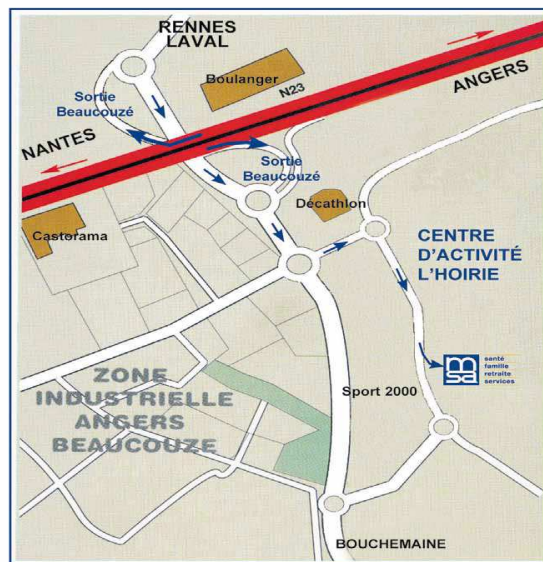 RENNES
LAVAL
Boulanger
N23
ANGERS
Sortie
Beaucouzé
NANTES
Sortie
Beaucouzé
Décathlon
Castorama
CENTRE
D'ACTIVITÉ
L'HOIRIE
msa
santé
famille
retraite
services
ZONE
INDUSTRIELLE
ANGERS
BEAUCOUZE
Sport 2000
BOUCHEMAINE